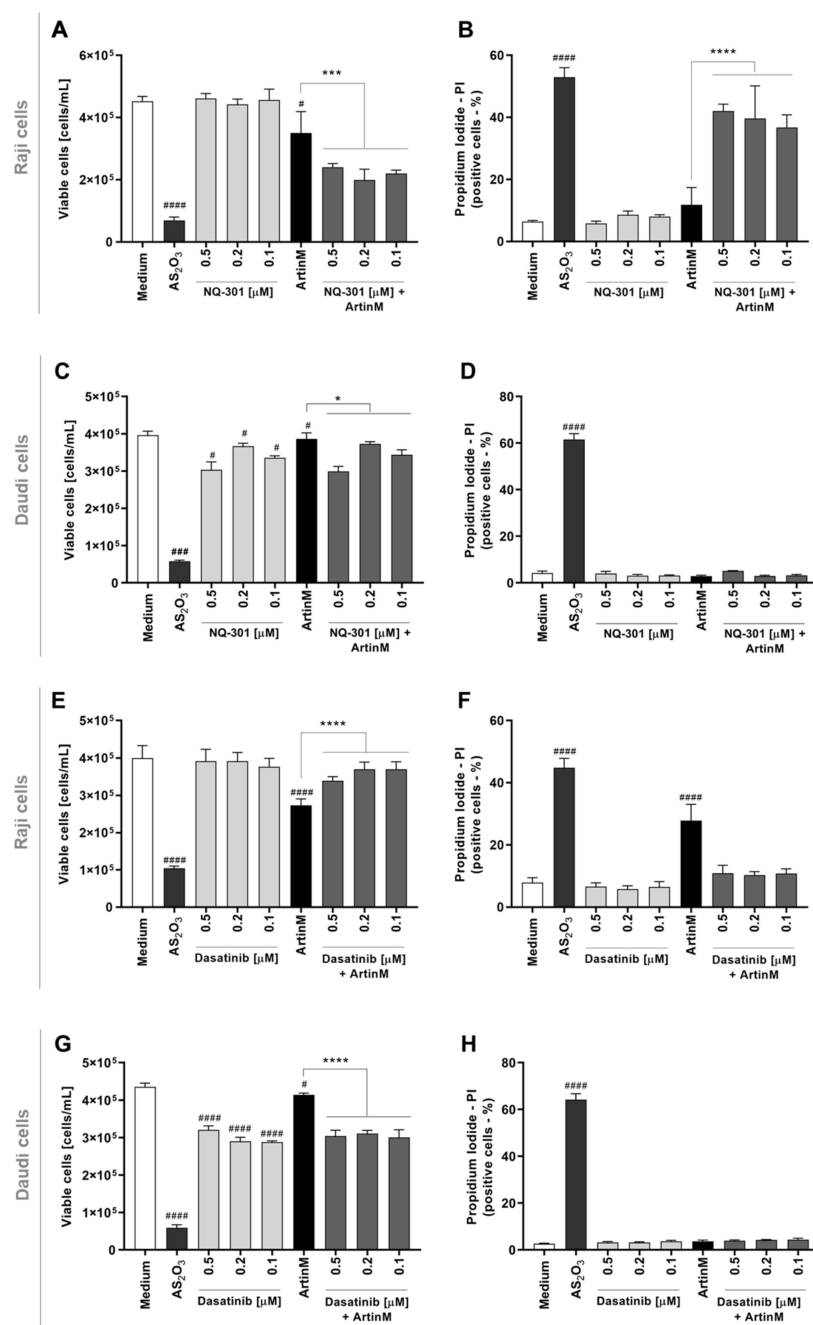 A
Raji cells
Viable cells [cells/mL]
6×10⁵
4×10⁵
2×10⁵
0
####
#
***
Medium
AS₂O₃
0.5
0.2
0.1
ArtinM
0.5
0.2
0.1
NQ-301 [µM]
NQ-301 [µM] +
ArtinM
B
Propidium Iodide - PI
(positive cells - %)
60
40
20
0
####
****
Medium
AS₂O₃
0.5
0.2
0.1
ArtinM
0.5
0.2
0.1
NQ-301 [µM]
NQ-301 [µM] +
ArtinM
C
Daudi cells
Viable cells [cells/mL]
5×10⁵
4×10⁵
3×10⁵
2×10⁵
1×10⁵
0
###
#
#
#
#
*
Medium
AS₂O₃
0.5
0.2
0.1
ArtinM
0.5
0.2
0.1
NQ-301 [µM]
NQ-301 [µM] +
ArtinM
D
Propidium Iodide - PI
(positive cells - %)
80
60
40
20
0
####
Medium
AS₂O₃
0.5
0.2
0.1
ArtinM
0.5
0.2
0.1
NQ-301 [µM]
NQ-301 [µM] +
ArtinM
E
Raji cells
Viable cells [cells/mL]
5×10⁵
4×10⁵
3×10⁵
2×10⁵
1×10⁵
0
####
####
****
Medium
AS₂O₃
0.5
0.2
0.1
ArtinM
0.5
0.2
0.1
Dasatinib [µM]
Dasatinib [µM]
+ ArtinM
F
Propidium Iodide - PI
(positive cells - %)
60
40
20
0
####
####
Medium
AS₂O₃
0.5
0.2
0.1
ArtinM
0.5
0.2
0.1
Dasatinib [µM]
Dasatinib [µM]
+ ArtinM
G
Daudi cells
Viable cells [cells/mL]
5×10⁵
4×10⁵
3×10⁵
2×10⁵
1×10⁵
0
####
####
####
####
#
****
Medium
AS₂O₃
0.5
0.2
0.1
ArtinM
0.5
0.2
0.1
Dasatinib [µM]
Dasatinib [µM]
+ ArtinM
H
Propidium Iodide - PI
(positive cells - %)
80
60
40
20
0
####
Medium
AS₂O₃
0.5
0.2
0.1
ArtinM
0.5
0.2
0.1
Dasatinib [µM]
Dasatinib [µM]
+ ArtinM